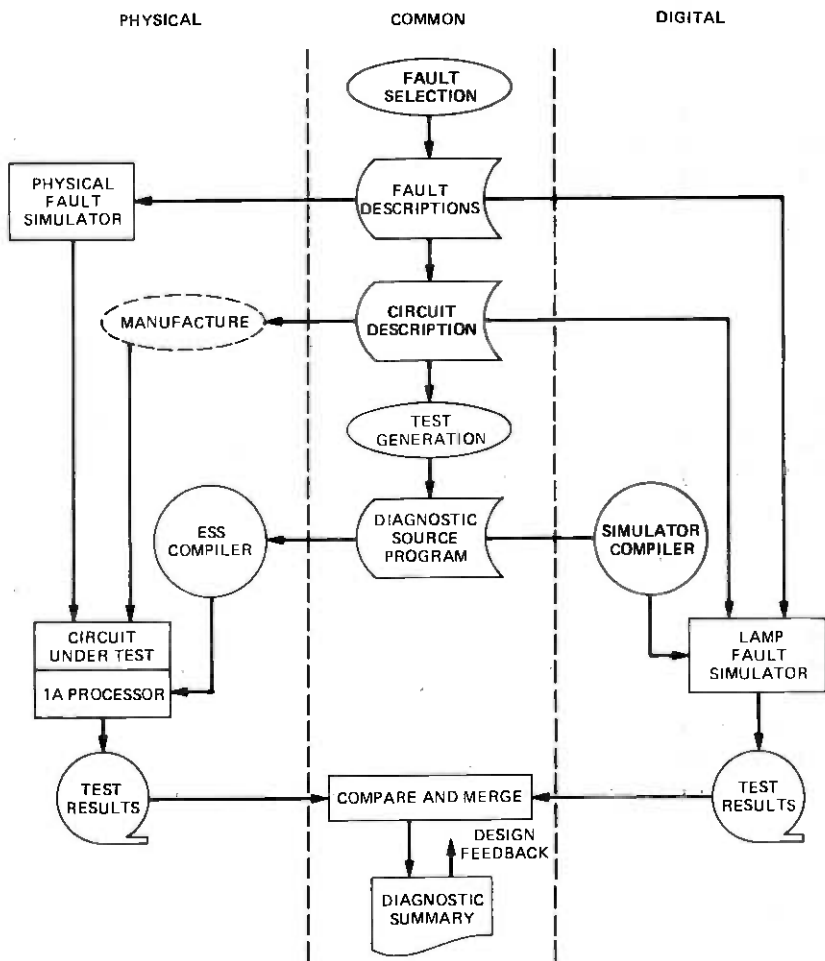 PHYSICAL
COMMON
DIGITAL
FAULT
SELECTION
PHYSICAL
FAULT
SIMULATOR
FAULT
DESCRIPTIONS
MANUFACTURE
CIRCUIT
DESCRIPTION
TEST
GENERATION
ESS
COMPILER
DIAGNOSTIC
SOURCE
PROGRAM
SIMULATOR
COMPILER
CIRCUIT
UNDER TEST
1A PROCESSOR
LAMP
FAULT
SIMULATOR
TEST
RESULTS
COMPARE AND MERGE
TEST
RESULTS
DESIGN
FEEDBACK
DIAGNOSTIC
SUMMARY